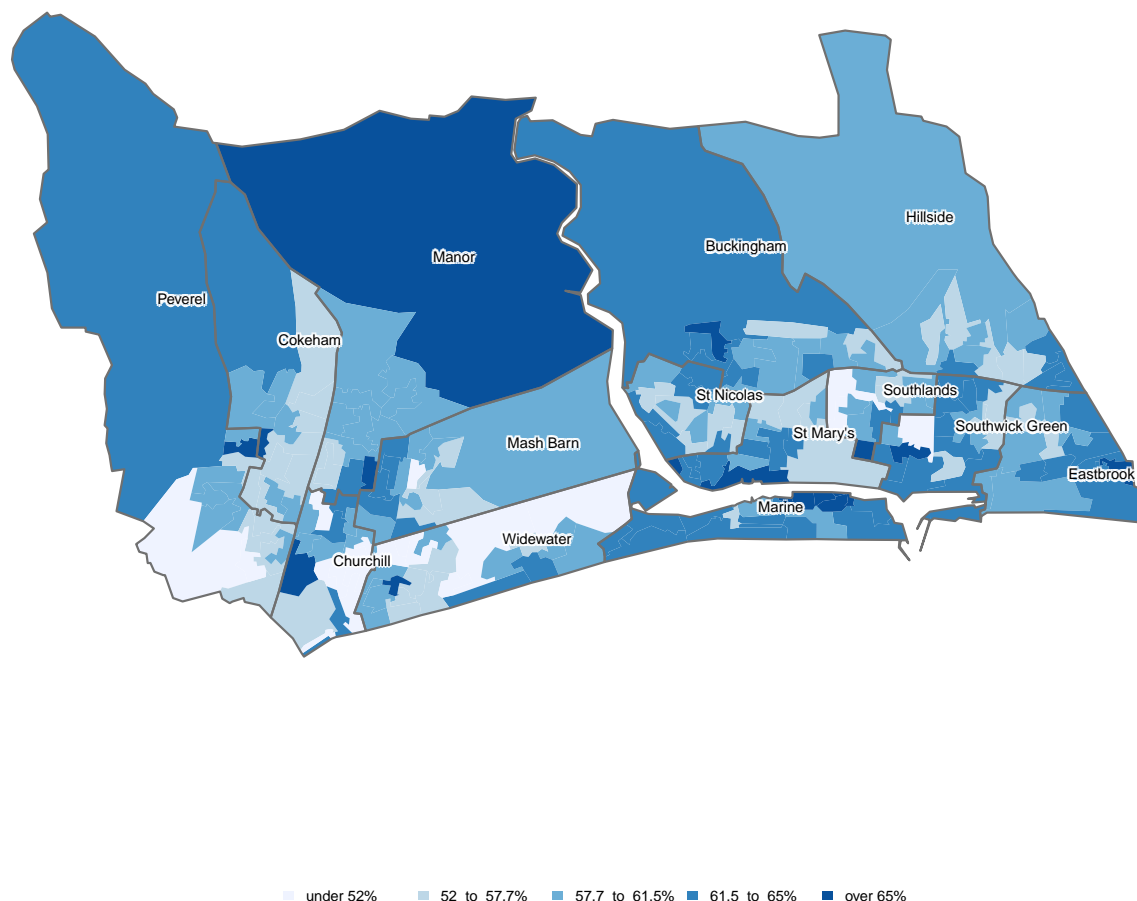 Hillside
Buckingham
Manor
Peverel
Cokeham
Southlands
St Nicolas
Southwick Green
St Mary's
Mash Barn
Eastbrook
Marine
Widewater
Churchill
under 52% 52 to 57.7% 57.7 to 61.5% 61.5 to 65% over 65%